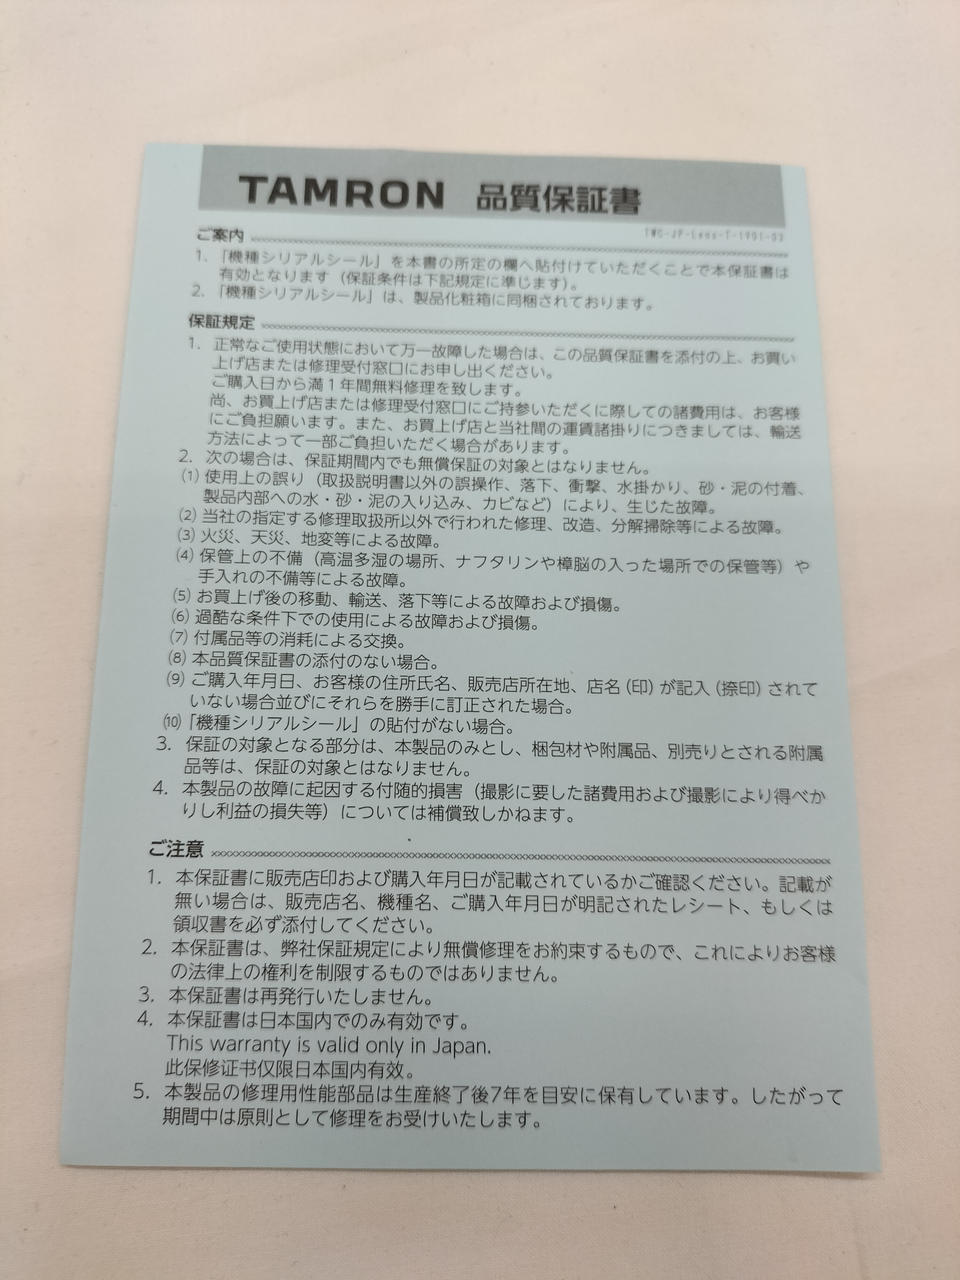 TAMRON 品質保証書
TWG-JP-Lens-T-1901-03
ご案内
1. 「機種シリアルシール」を本書の所定の欄へ貼付けていただくことで本保証書は
有効となります（保証条件は下記規定に準じます）。
2. 「機種シリアルシール」は、製品化粧箱に同梱されております。
保証規定
1. 正常なご使用状態において万一故障した場合は、この品質保証書を添付の上、お買い
上げ店または修理受付窓口にお申し出ください。
ご購入日から満１年間無料修理を致します。
尚、お買上げ店または修理受付窓口にご持参いただくに際しての諸費用は、お客様
にご負担願います。また、お買上げ店と当社間の運賃諸掛りにつきましては、輸送
方法によって一部ご負担いただく場合があります。
2. 次の場合は、保証期間内でも無償保証の対象とはなりません。
(1) 使用上の誤り（取扱説明書以外の誤操作、落下、衝撃、水掛かり、砂・泥の付着、
製品内部への水・砂・泥の入り込み、カビなど）により、生じた故障。
(2) 当社の指定する修理取扱所以外で行われた修理、改造、分解掃除等による故障。
(3) 火災、天災、地変等による故障。
(4) 保管上の不備（高温多湿の場所、ナフタリンや樟脳の入った場所での保管等）や
手入れの不備等による故障。
(5) お買上げ後の移動、輸送、落下等による故障および損傷。
(6) 過酷な条件下での使用による故障および損傷。
(7) 付属品等の消耗による交換。
(8) 本品質保証書の添付のない場合。
(9) ご購入年月日、お客様の住所氏名、販売店所在地、店名（印）が記入（捺印）されて
いない場合並びにそれらを勝手に訂正された場合。
(10) 「機種シリアルシール」の貼付がない場合。
3. 保証の対象となる部分は、本製品のみとし、梱包材や附属品、別売りとされる附属
品等は、保証の対象とはなりません。
4. 本製品の故障に起因する付随的損害（撮影に要した諸費用および撮影により得べか
りし利益の損失等）については補償致しかねます。
ご注意
1. 本保証書に販売店印および購入年月日が記載されているかご確認ください。記載が
無い場合は、販売店名、機種名、ご購入年月日が明記されたレシート、もしくは
領収書を必ず添付してください。
2. 本保証書は、弊社保証規定により無償修理をお約束するもので、これによりお客様
の法律上の権利を制限するものではありません。
3. 本保証書は再発行いたしません。
4. 本保証書は日本国内でのみ有効です。
This warranty is valid only in Japan.
此保修证书仅限日本国内有效。
5. 本製品の修理用性能部品は生産終了後7年を目安に保有しています。したがって
期間中は原則として修理をお受けいたします。